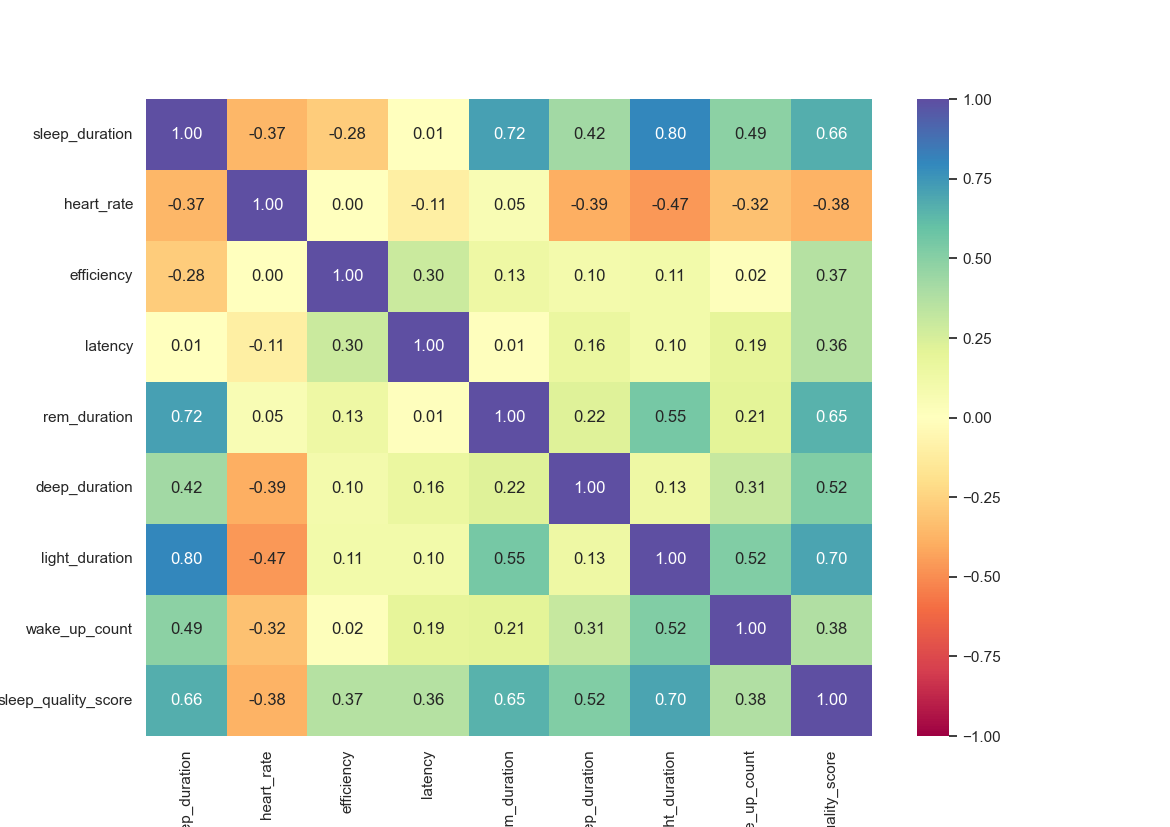 sleep_duration 1.00 -0.37 -0.28 0.01 0.72 0.42 0.80 0.49 0.66
heart_rate -0.37 1.00 0.00 -0.11 0.05 -0.39 -0.47 -0.32 -0.38
efficiency -0.28 0.00 1.00 0.30 0.13 0.10 0.11 0.02 0.37
latency 0.01 -0.11 0.30 1.00 0.01 0.16 0.10 0.19 0.36
rem_duration 0.72 0.05 0.13 0.01 1.00 0.22 0.55 0.21 0.65
deep_duration 0.42 -0.39 0.10 0.16 0.22 1.00 0.13 0.31 0.52
light_duration 0.80 -0.47 0.11 0.10 0.55 0.13 1.00 0.52 0.70
wake_up_count 0.49 -0.32 0.02 0.19 0.21 0.31 0.52 1.00 0.38
sleep_quality_score 0.66 -0.38 0.37 0.36 0.65 0.52 0.70 0.38 1.00
ep_duration
heart_rate
efficiency
latency
m_duration
ep_duration
ht_duration
e_up_count
uality_score
1.00
0.75
0.50
0.25
0.00
−0.25
−0.50
−0.75
−1.00